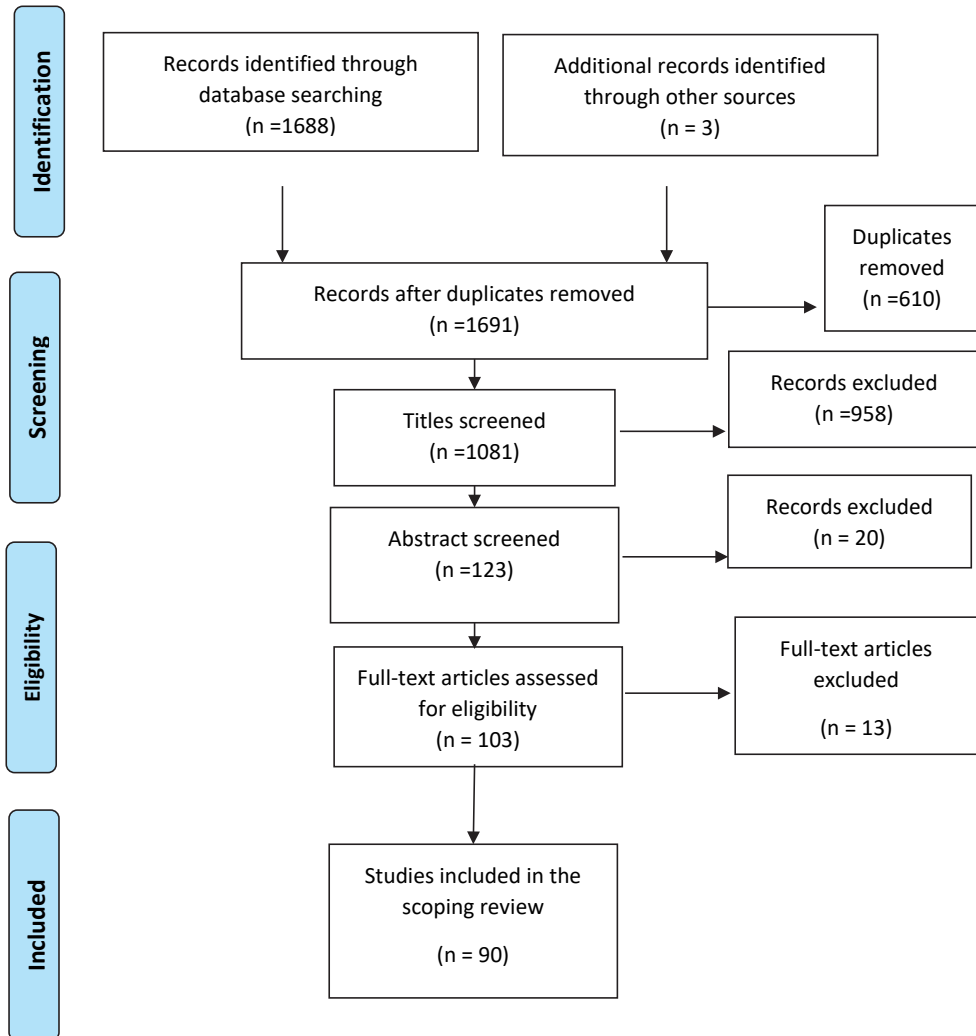 Identification
Records identified through
database searching
(n =1688)
Additional records identified
through other sources
(n = 3)
Screening
Records after duplicates removed
(n =1691)
Duplicates
removed
(n =610)
Titles screened
(n =1081)
Records excluded
(n =958)
Abstract screened
(n =123)
Records excluded
(n = 20)
Eligibility
Full-text articles assessed
for eligibility
(n = 103)
Full-text articles
excluded
(n = 13)
Included
Studies included in the
scoping review
(n = 90)